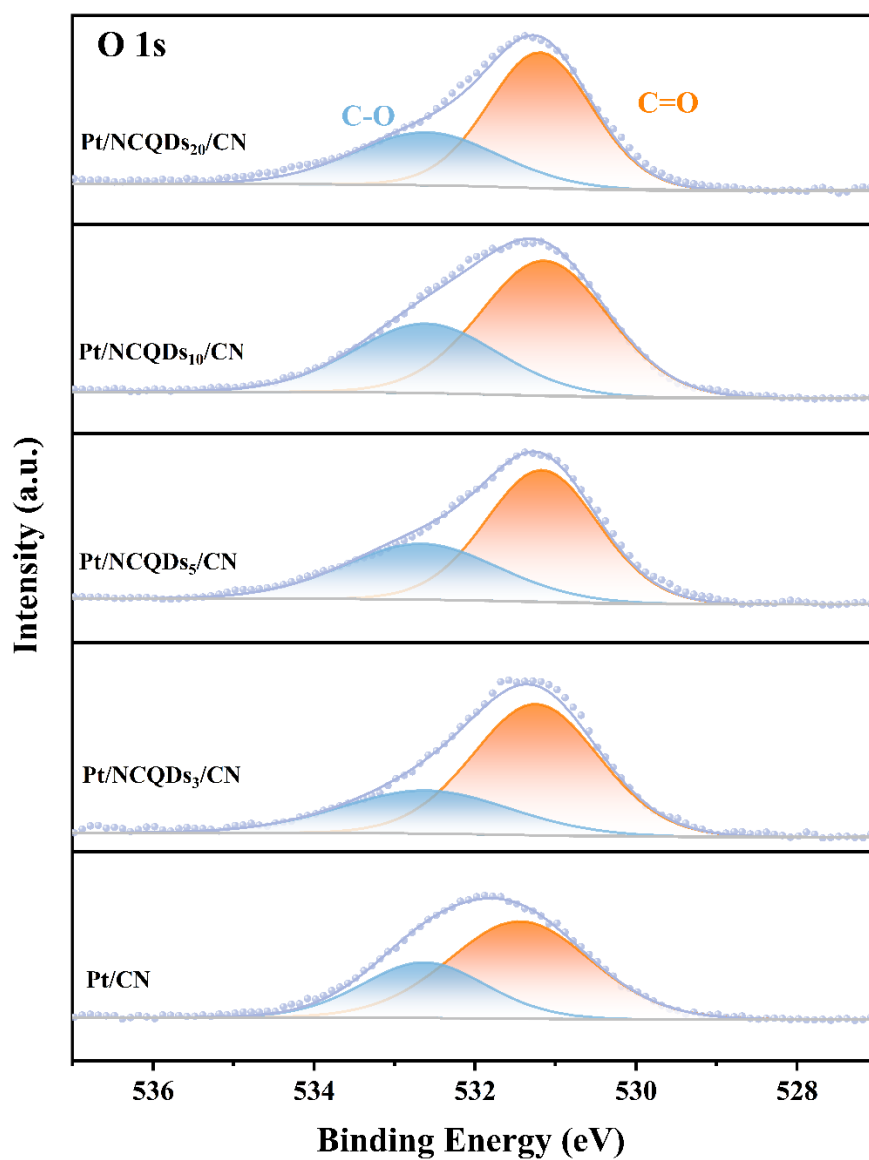 O 1s
C-O
C=O
Pt/NCQDs₂₀/CN
Pt/NCQDs₁₀/CN
Pt/NCQDs₅/CN
Pt/NCQDs₃/CN
Pt/CN
Intensity (a.u.)
536 534 532 530 528
Binding Energy (eV)